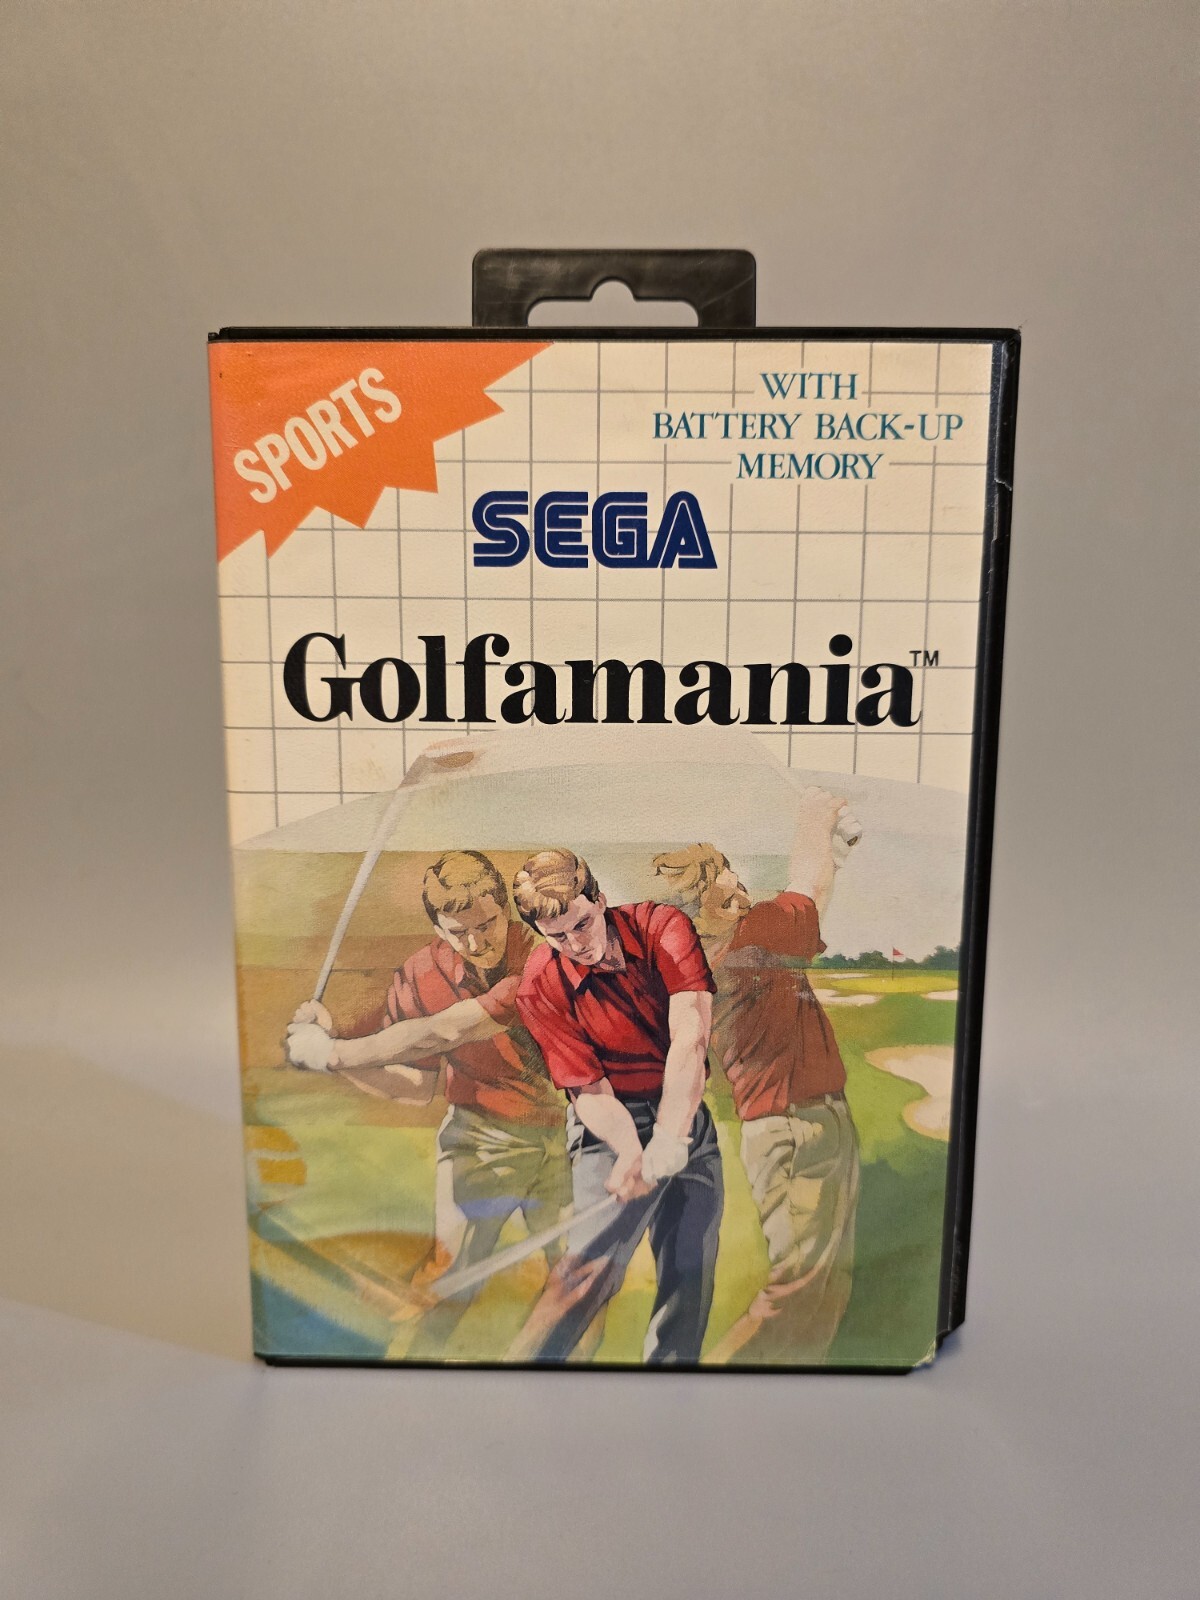 SPORTS
WITH
BATTERY BACK-UP
MEMORY
SEGA
Golfamania™